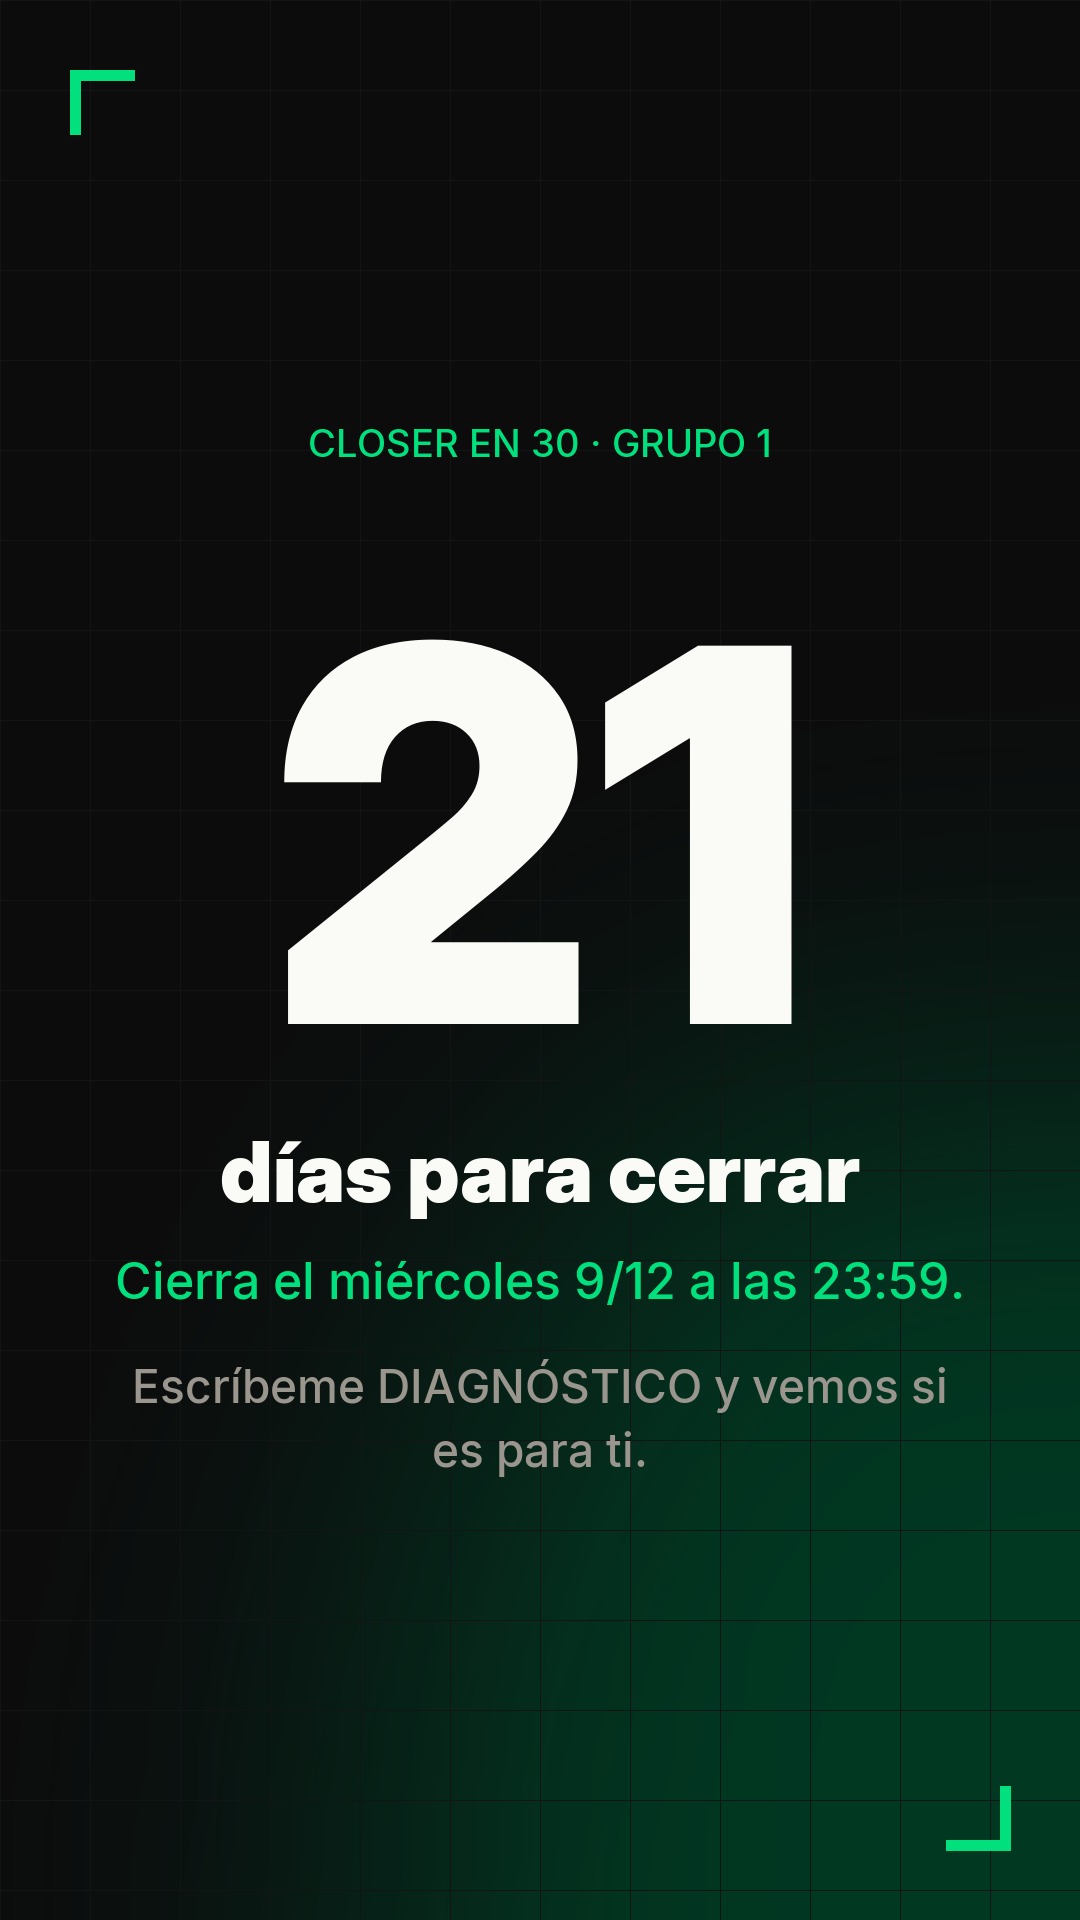 CLOSER EN 30 · GRUPO 1
21
días para cerrar
Cierra el miércoles 9/12 a las 23:59.
Escríbeme DIAGNÓSTICO y vemos si
es para ti.